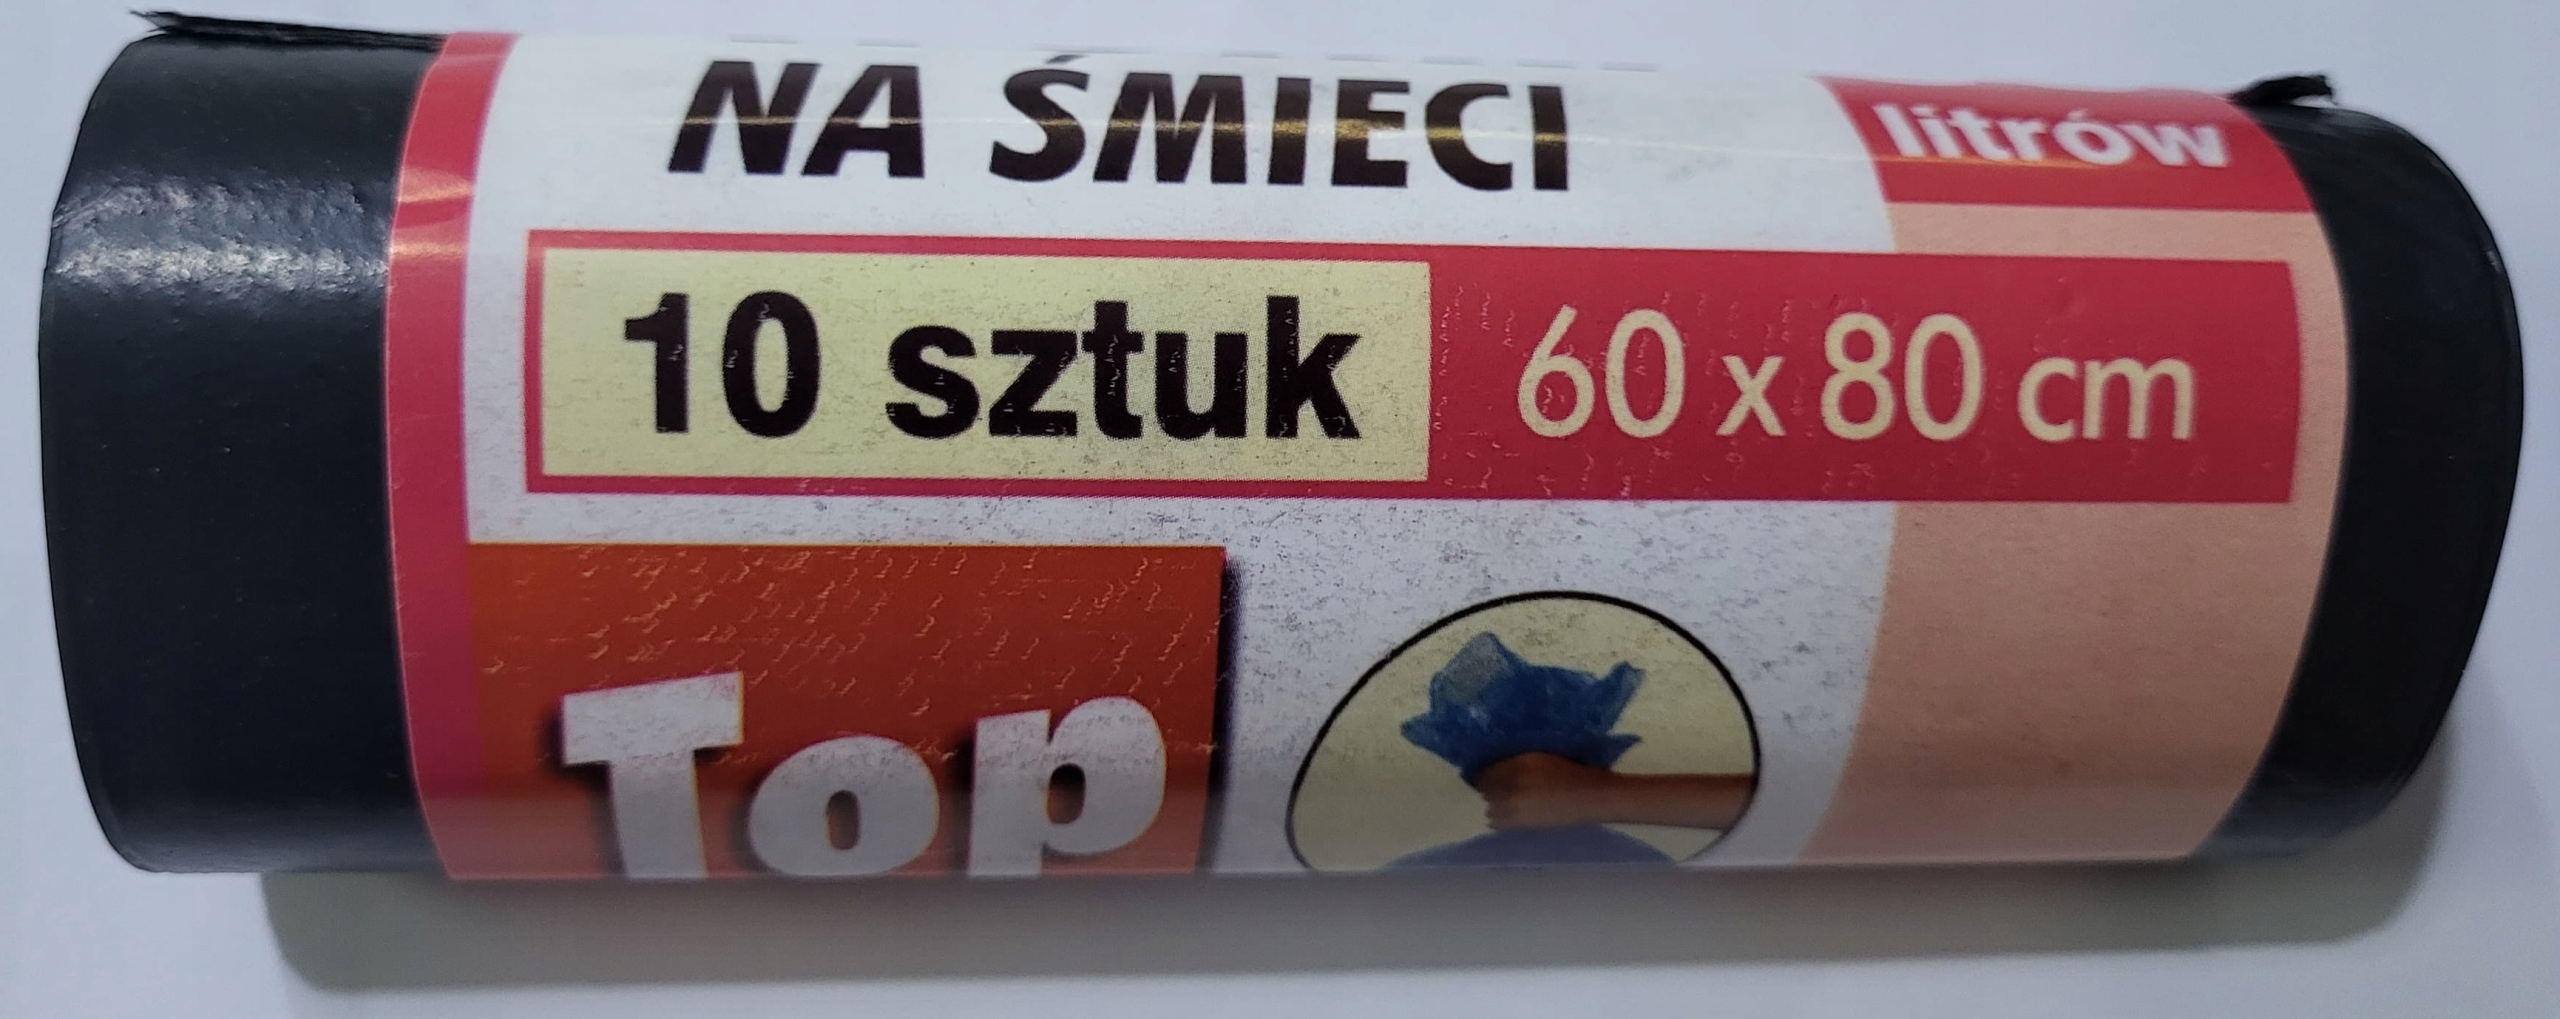 NA ŚMIECI
litrów
10 sztuk 60 x 80 cm
Top